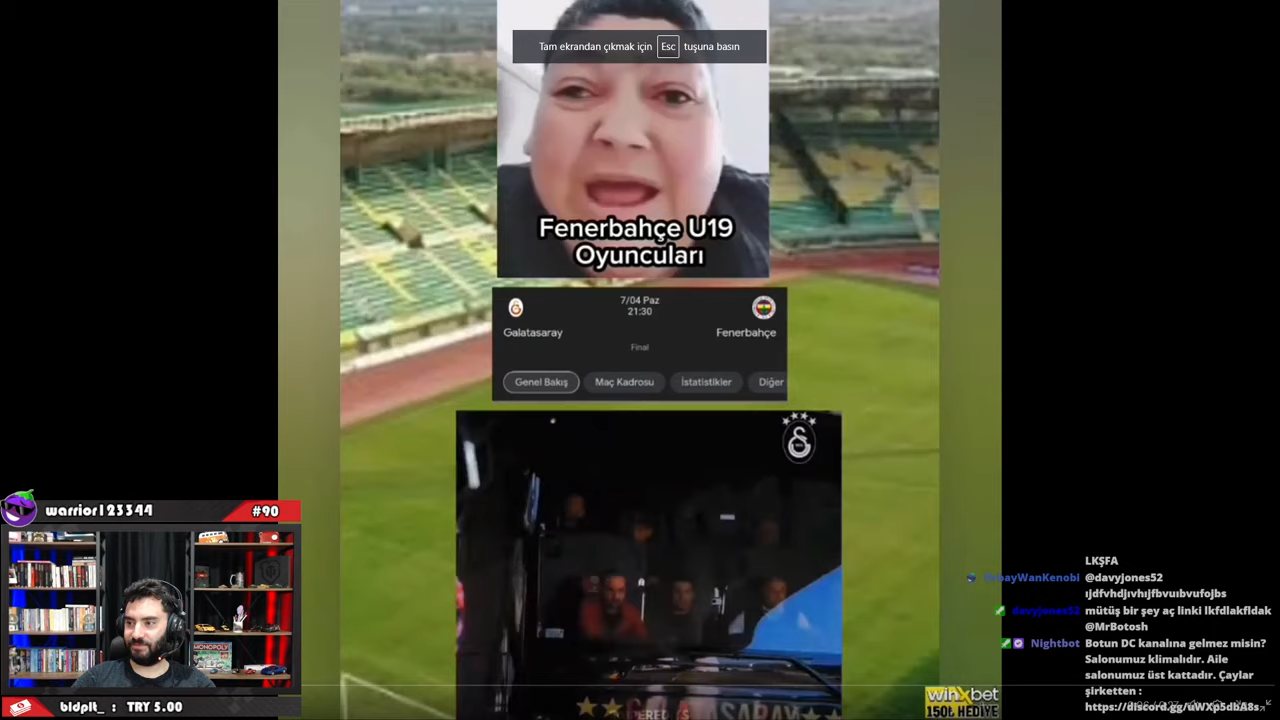 Tam ekrandan çıkmak için Esc tuşuna basın
Fenerbahçe U19
Oyuncuları
7/04 Paz
21:30
Galatasaray
Fenerbahçe
Final
Genel Bakış
Maç Kadrosu
İstatistikler
Diğer
warrior123344
#90
MONOPOLY
bldplt_ : TRY 5.00
LKŞFA
@davyjones52
ıjdfvhdjıvhıjfbvuıbvufojbs
davyjones52 mütüş bir şey aç linki lkfdlakfldak
@MrBotosh
Nightbot Botun DC kanalına gelmez misin?
Salonumuz klimalıdır. Aile
salonumuz üst kattadır. Çaylar
şirketten :
winxbet
150₺ HEDİYE